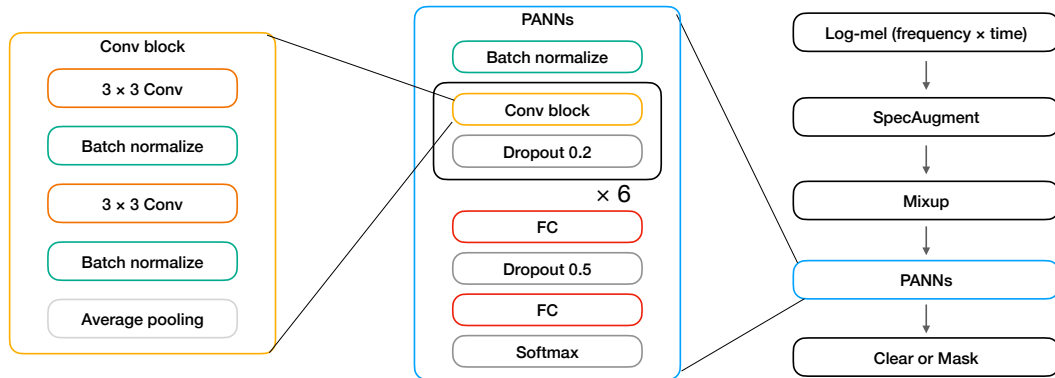 Conv block
3 × 3 Conv
Batch normalize
3 × 3 Conv
Batch normalize
Average pooling
PANNs
Batch normalize
Conv block
Dropout 0.2
× 6
FC
Dropout 0.5
FC
Softmax
Log-mel (frequency × time)
SpecAugment
Mixup
PANNs
Clear or Mask